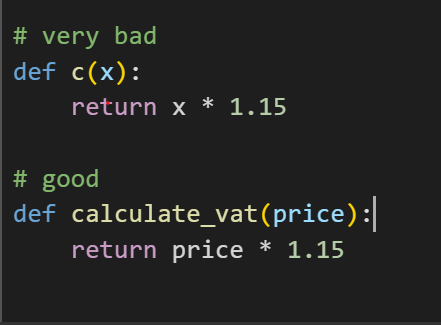 # very bad
def c(x):
    return x * 1.15

# good
def calculate_vat(price):
    return price * 1.15